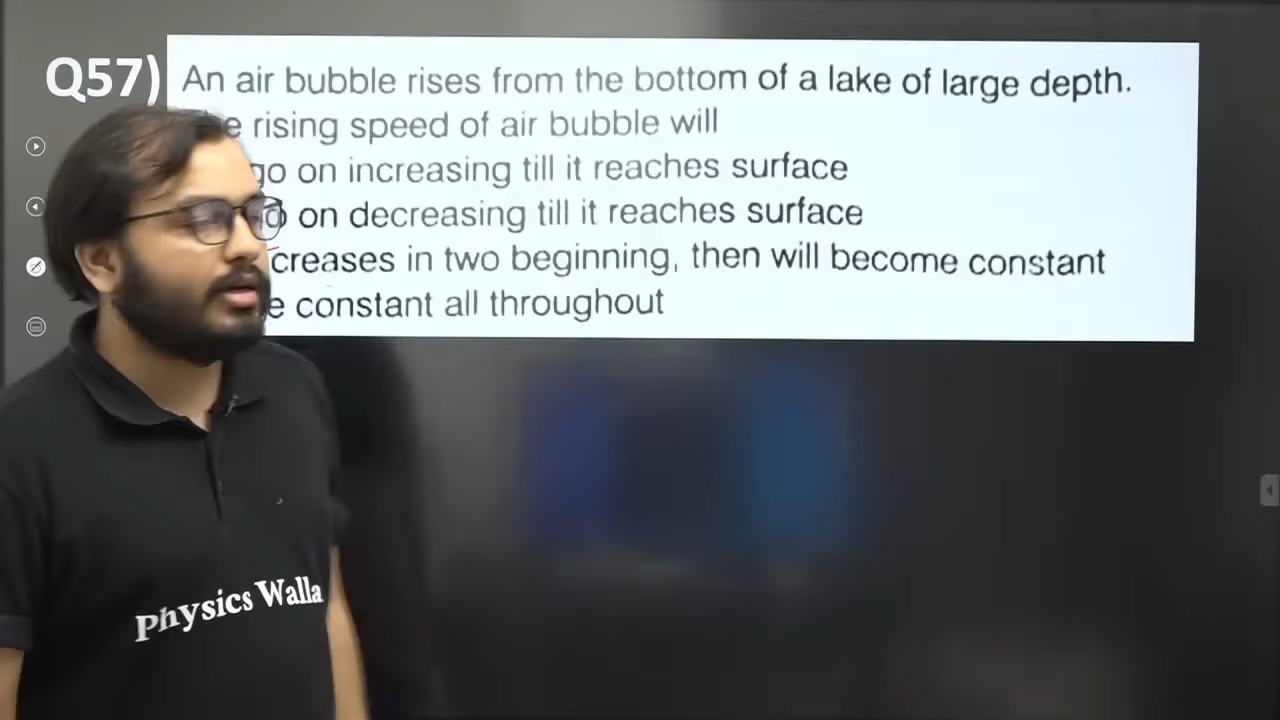 Q57) An air bubble rises from the bottom of a lake of large depth.
rising speed of air bubble will
go on increasing till it reaches surface
on decreasing till it reaches surface
creases in two beginning, then will become constant
constant all throughout
Physics Walla